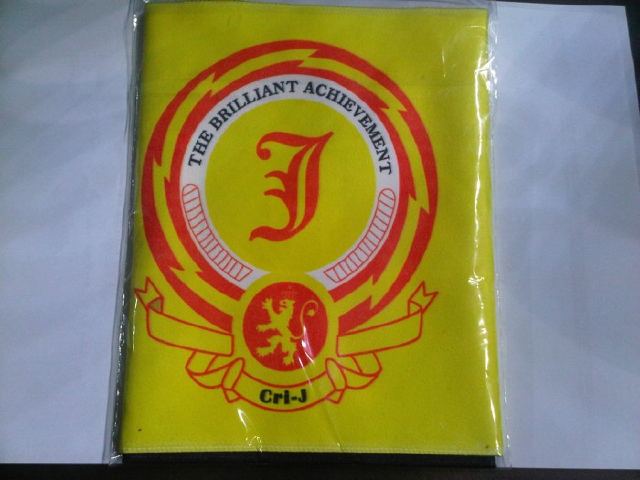 THE BRILLIANT ACHIEVEMENT
J
Cri-J